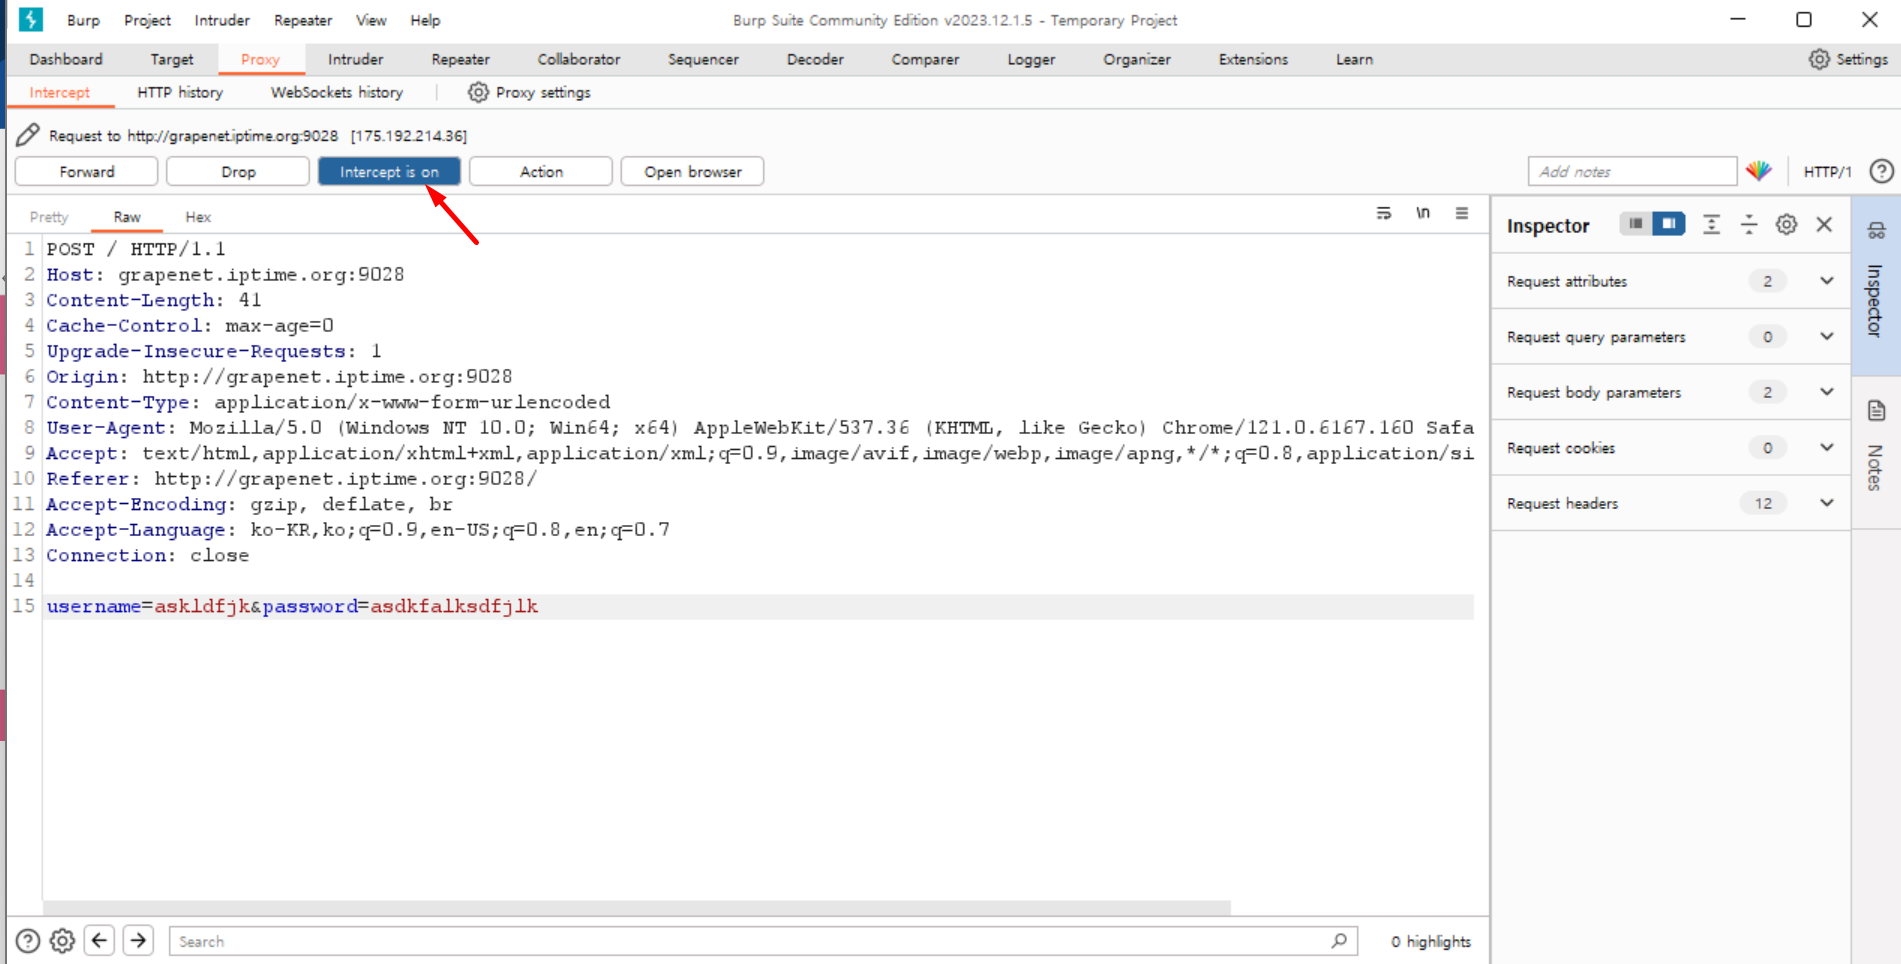 Burp Project Intruder Repeater View Help Burp Suite Community Edition v2023.12.1.5 - Temporary Project
Dashboard Target Proxy Intruder Repeater Collaborator Sequencer Decoder Comparer Logger Organizer Extensions Learn Settings
Intercept HTTP history WebSockets history Proxy settings
Request to http://grapenet.iptime.org:9028 [175.192.214.36]
Forward Drop Intercept is on Action Open browser Add notes HTTP/1
Pretty Raw Hex \n
1 POST / HTTP/1.1
2 Host: grapenet.iptime.org:9028
3 Content-Length: 41
4 Cache-Control: max-age=0
5 Upgrade-Insecure-Requests: 1
6 Origin: http://grapenet.iptime.org:9028
7 Content-Type: application/x-www-form-urlencoded
8 User-Agent: Mozilla/5.0 (Windows NT 10.0; Win64; x64) AppleWebKit/537.36 (KHTML, like Gecko) Chrome/121.0.6167.160 Safa
9 Accept: text/html,application/xhtml+xml,application/xml;q=0.9,image/avif,image/webp,image/apng,*/*;q=0.8,application/si
10 Referer: http://grapenet.iptime.org:9028/
11 Accept-Encoding: gzip, deflate, br
12 Accept-Language: ko-KR,ko;q=0.9,en-US;q=0.8,en;q=0.7
13 Connection: close
14
15 username=askldfjk&password=asdkfalksdfjlk
Inspector
Request attributes 2
Request query parameters 0
Request body parameters 2
Request cookies 0
Request headers 12
Inspector
Notes
Search 0 highlights